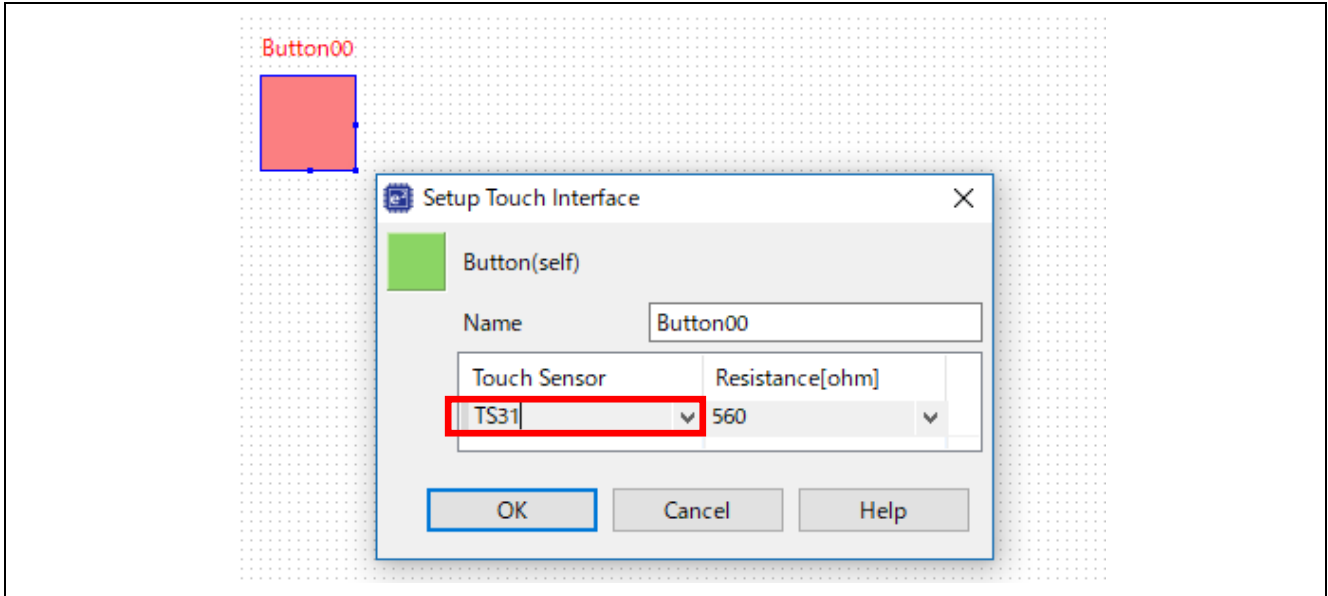 Button00
Setup Touch Interface
Button(self)
Name Button00
Touch Sensor Resistance[ohm]
TS31 560
OK Cancel Help